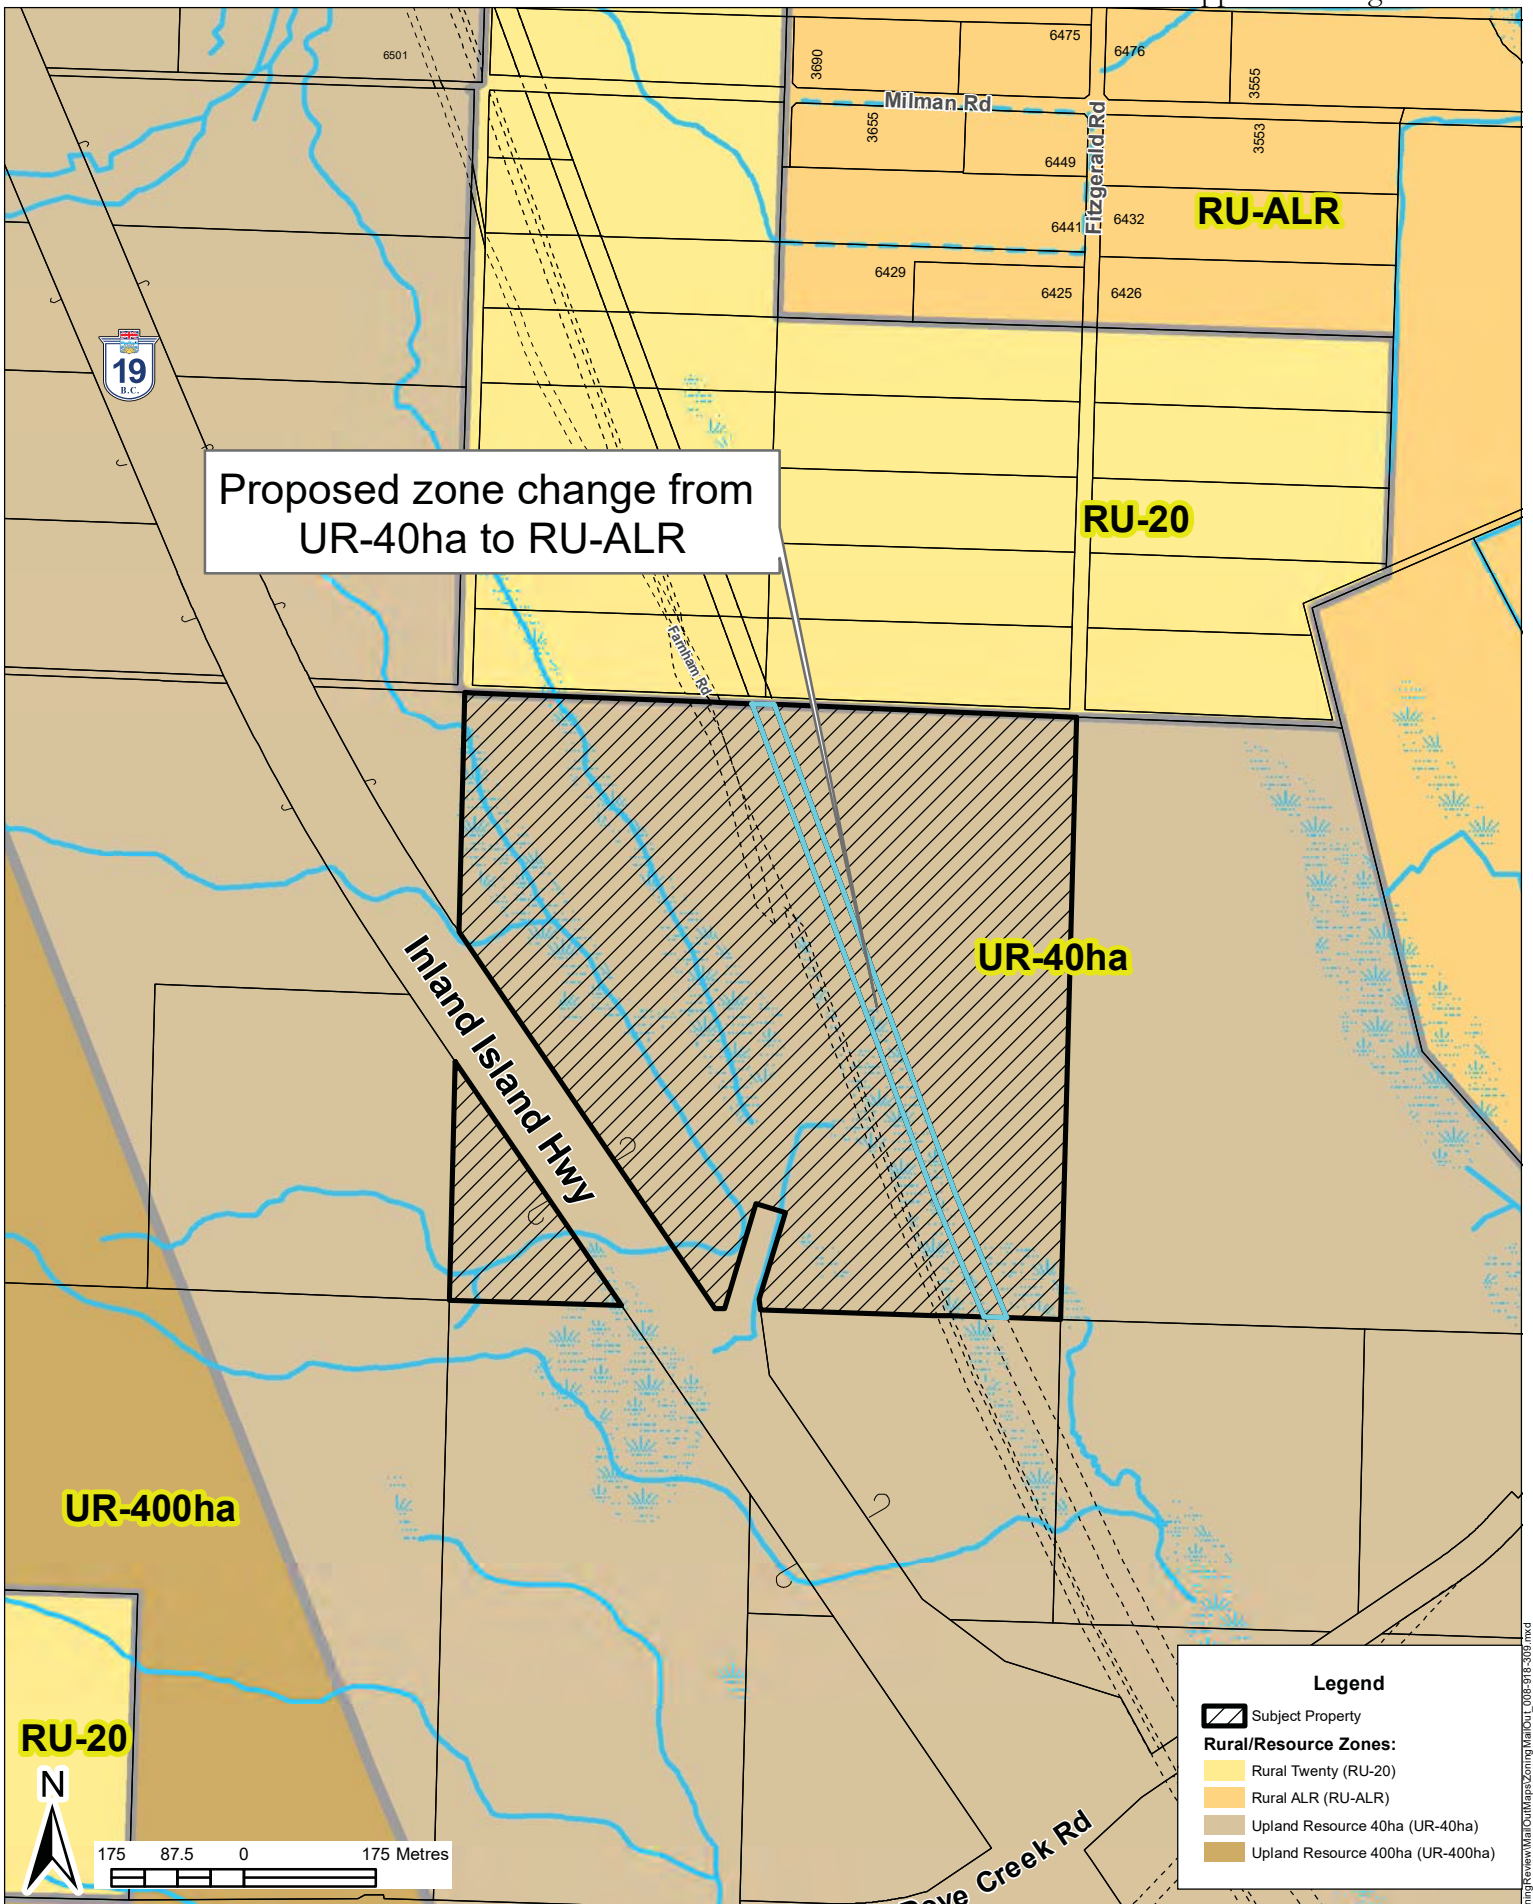 6501
3690
6475
6476
3555
Milman Rd
3655
Fitzgerald Rd
3553
6449
RU-ALR
6441
6432
6429
6425
6426
19
B.C.
Proposed zone change from
UR-40ha to RU-ALR
RU-20
Farnham Rd
UR-40ha
Inland Island Hwy
UR-400ha
RU-20
N
175 87.5 0 175 Metres
Creek Rd
Legend
Subject Property
Rural/Resource Zones:
Rural Twenty (RU-20)
Rural ALR (RU-ALR)
Upland Resource 40ha (UR-40ha)
Upland Resource 400ha (UR-400ha)